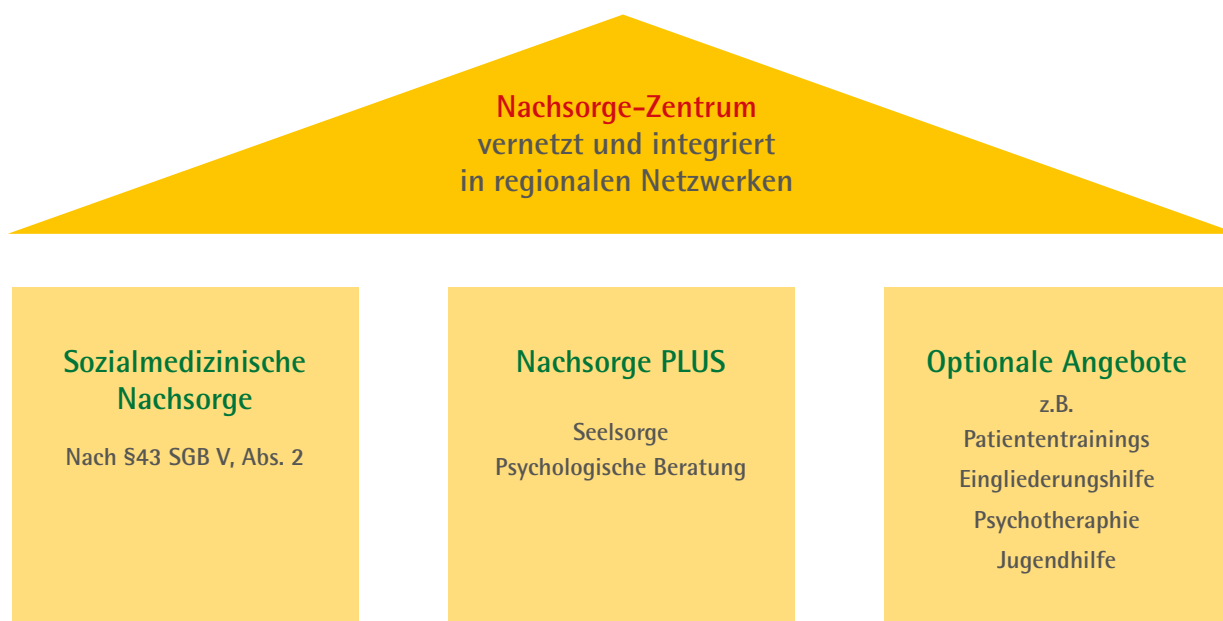 Nachsorge-Zentrum
vernetzt und integriert
in regionalen Netzwerken
Sozialmedizinische
Nachsorge
Nach §43 SGB V, Abs. 2
Nachsorge PLUS
Seelsorge
Psychologische Beratung
Optionale Angebote
z.B.
Patiententrainings
Eingliederungshilfe
Psychotheraphie
Jugendhilfe